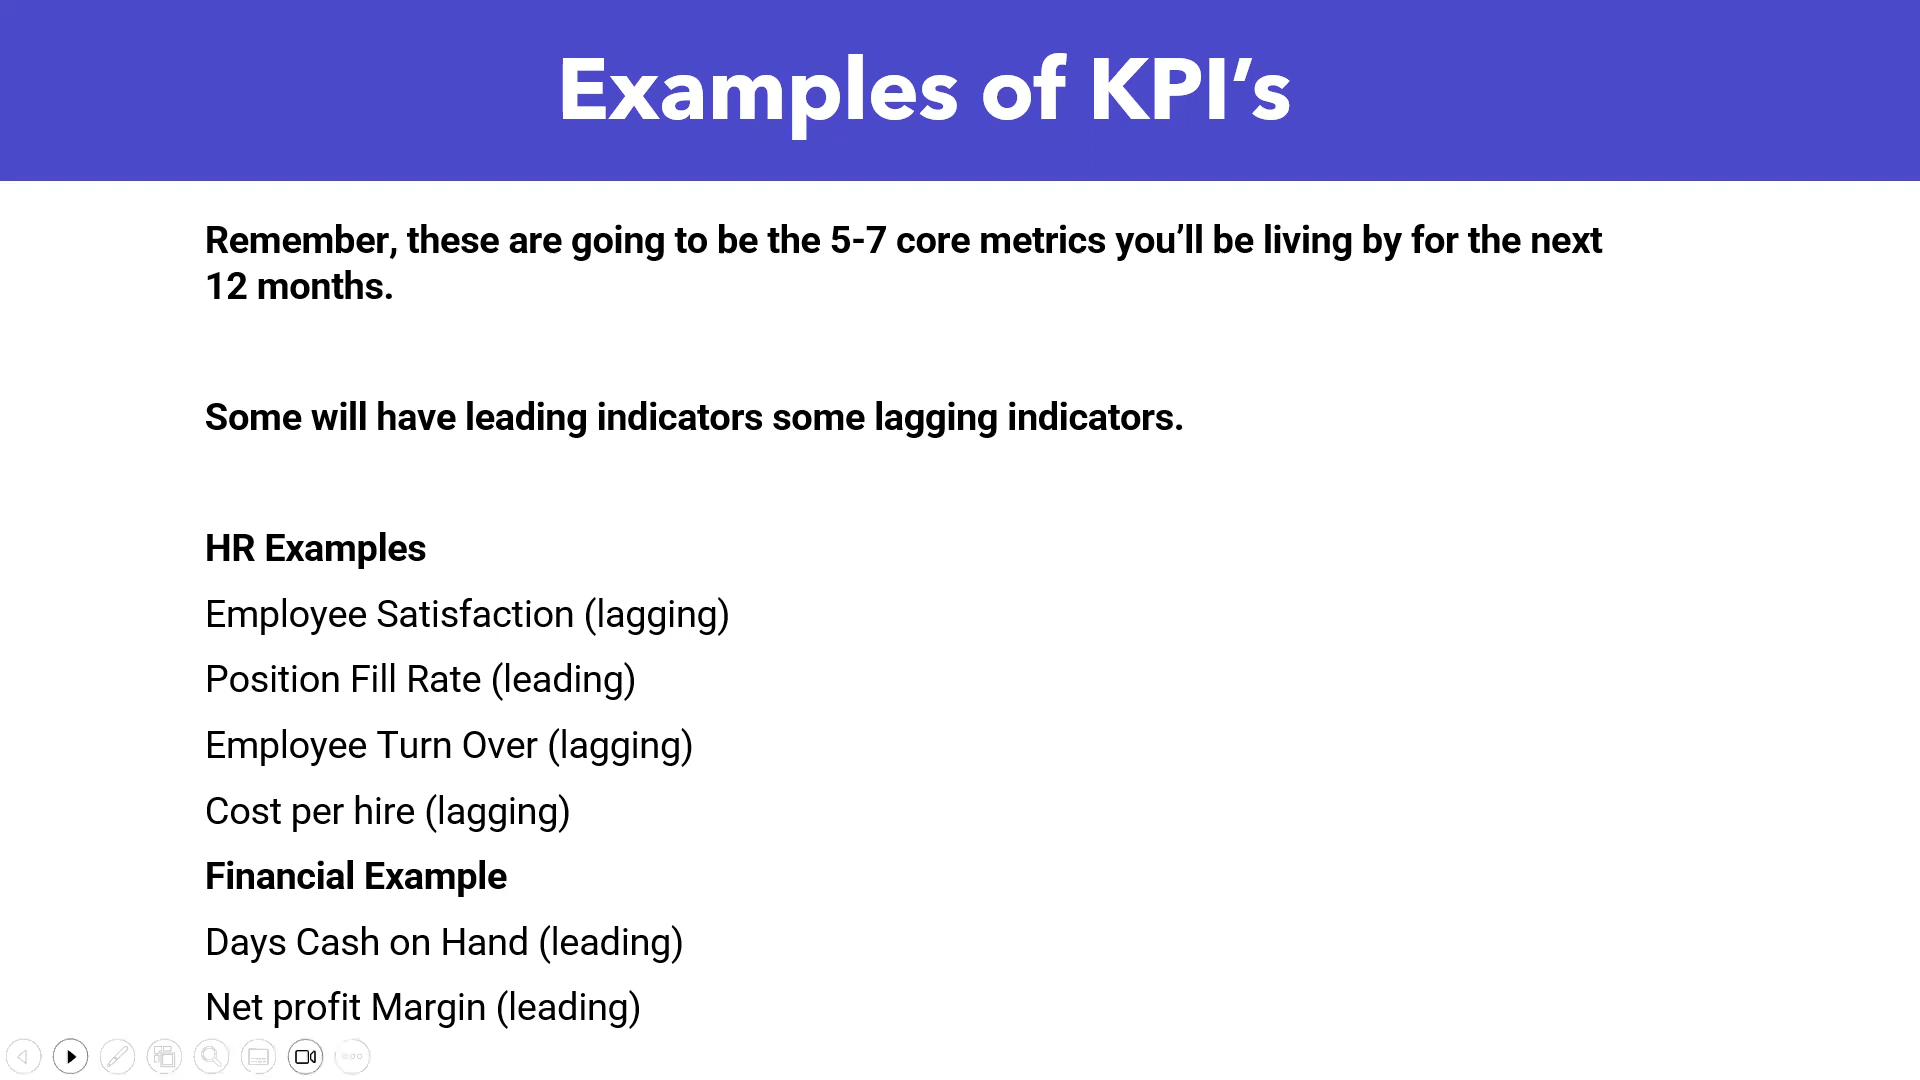 Examples of KPI’s
Remember, these are going to be the 5-7 core metrics you’ll be living by for the next
12 months.
Some will have leading indicators some lagging indicators.
HR Examples
Employee Satisfaction (lagging)
Position Fill Rate (leading)
Employee Turn Over (lagging)
Cost per hire (lagging)
Financial Example
Days Cash on Hand (leading)
Net profit Margin (leading)